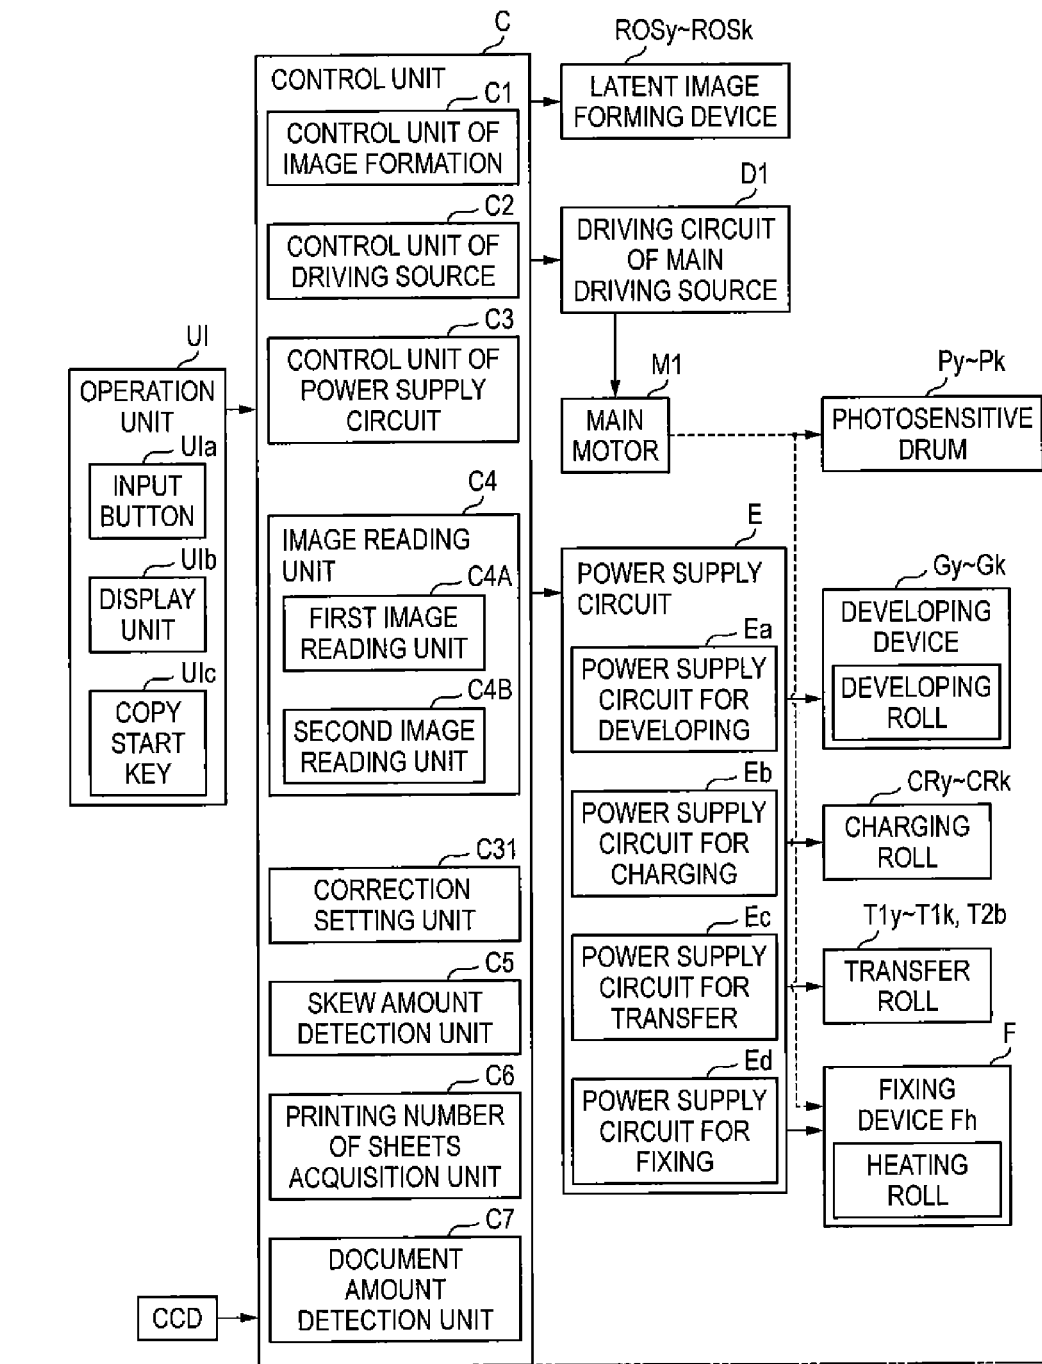 UI
OPERATION
UNIT
UIa
INPUT
BUTTON
UIb
DISPLAY
UNIT
UIc
COPY
START
KEY
CCD
C
CONTROL UNIT
C1
CONTROL UNIT OF
IMAGE FORMATION
C2
CONTROL UNIT OF
DRIVING SOURCE
C3
CONTROL UNIT OF
POWER SUPPLY
CIRCUIT
C4
IMAGE READING
UNIT
C4A
FIRST IMAGE
READING UNIT
C4B
SECOND IMAGE
READING UNIT
C31
CORRECTION
SETTING UNIT
C5
SKEW AMOUNT
DETECTION UNIT
C6
PRINTING NUMBER
OF SHEETS
ACQUISITION UNIT
C7
DOCUMENT
AMOUNT
DETECTION UNIT
ROSy~ROSk
LATENT IMAGE
FORMING DEVICE
D1
DRIVING CIRCUIT
OF MAIN
DRIVING SOURCE
M1
MAIN
MOTOR
Py~Pk
PHOTOSENSITIVE
DRUM
E
POWER SUPPLY
CIRCUIT
Ea
POWER SUPPLY
CIRCUIT FOR
DEVELOPING
Eb
POWER SUPPLY
CIRCUIT FOR
CHARGING
Ec
POWER SUPPLY
CIRCUIT FOR
TRANSFER
Ed
POWER SUPPLY
CIRCUIT FOR
FIXING
Gy~Gk
DEVELOPING
DEVICE
DEVELOPING
ROLL
CRy~CRk
CHARGING
ROLL
T1y~T1k, T2b
TRANSFER
ROLL
F
FIXING
DEVICE Fh
HEATING
ROLL